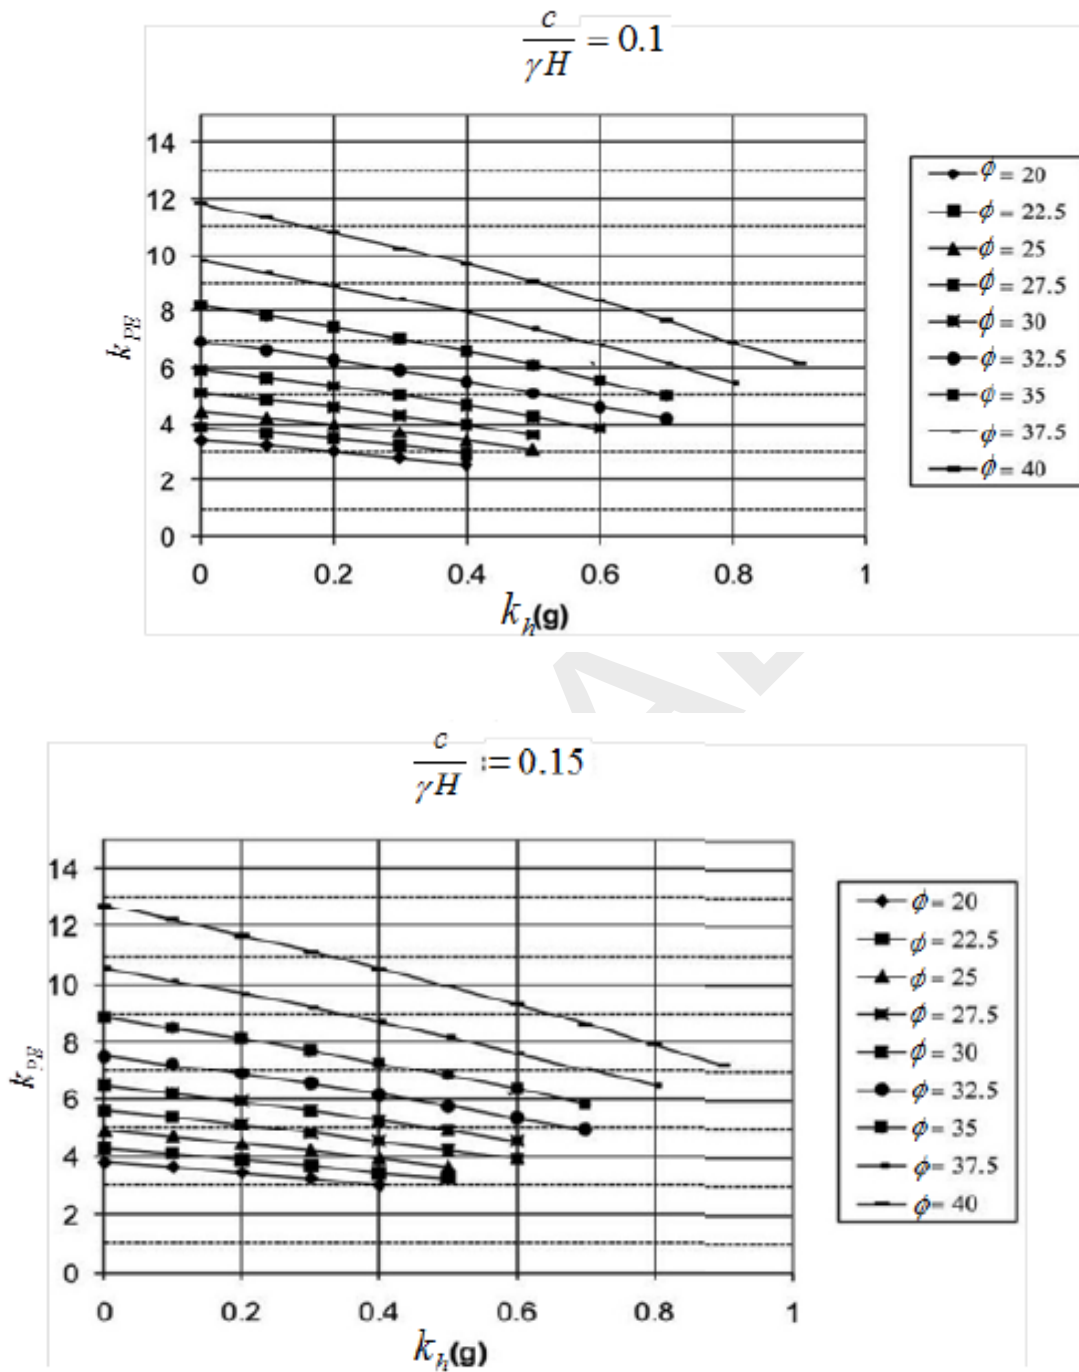 c/γH = 0.1
14
12
10
8
6
4
2
0
k_PE
0 0.2 0.4 0.6 0.8 1
k_h(g)
ϕ = 20
ϕ = 22.5
ϕ = 25
ϕ = 27.5
ϕ = 30
ϕ = 32.5
ϕ = 35
ϕ = 37.5
ϕ = 40
c/γH := 0.15
14
12
10
8
6
4
2
0
k_PE
0 0.2 0.4 0.6 0.8 1
k_h(g)
ϕ = 20
ϕ = 22.5
ϕ = 25
ϕ = 27.5
ϕ = 30
ϕ = 32.5
ϕ = 35
ϕ = 37.5
ϕ = 40